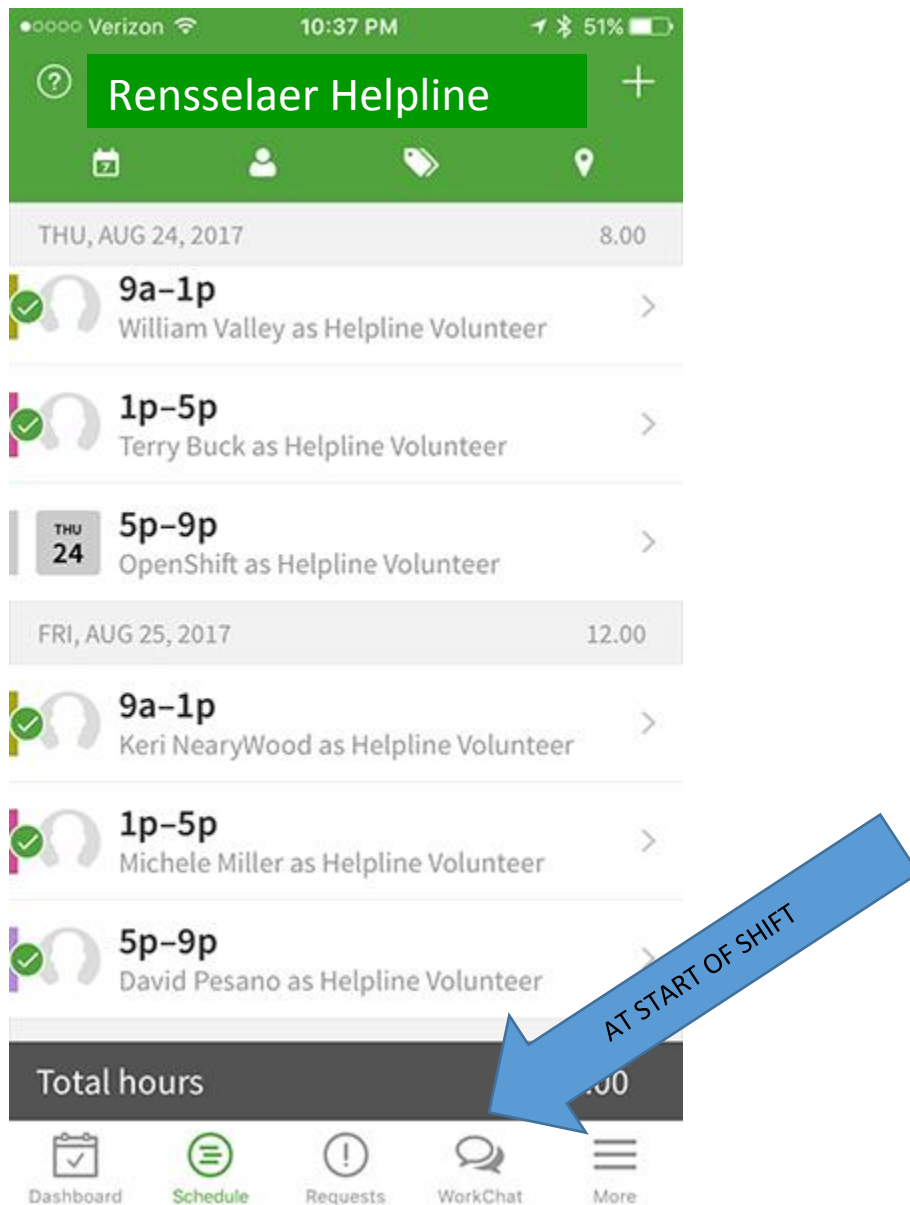 Verizon 10:37 PM 51%
? Rensselaer Helpline +
7
THU, AUG 24, 2017 8.00
9a–1p
William Valley as Helpline Volunteer
1p–5p
Terry Buck as Helpline Volunteer
THU
24
5p–9p
OpenShift as Helpline Volunteer
FRI, AUG 25, 2017 12.00
9a–1p
Keri NearyWood as Helpline Volunteer
1p–5p
Michele Miller as Helpline Volunteer
5p–9p
David Pesano as Helpline Volunteer
AT START OF SHIFT
Total hours .00
Dashboard Schedule Requests WorkChat More